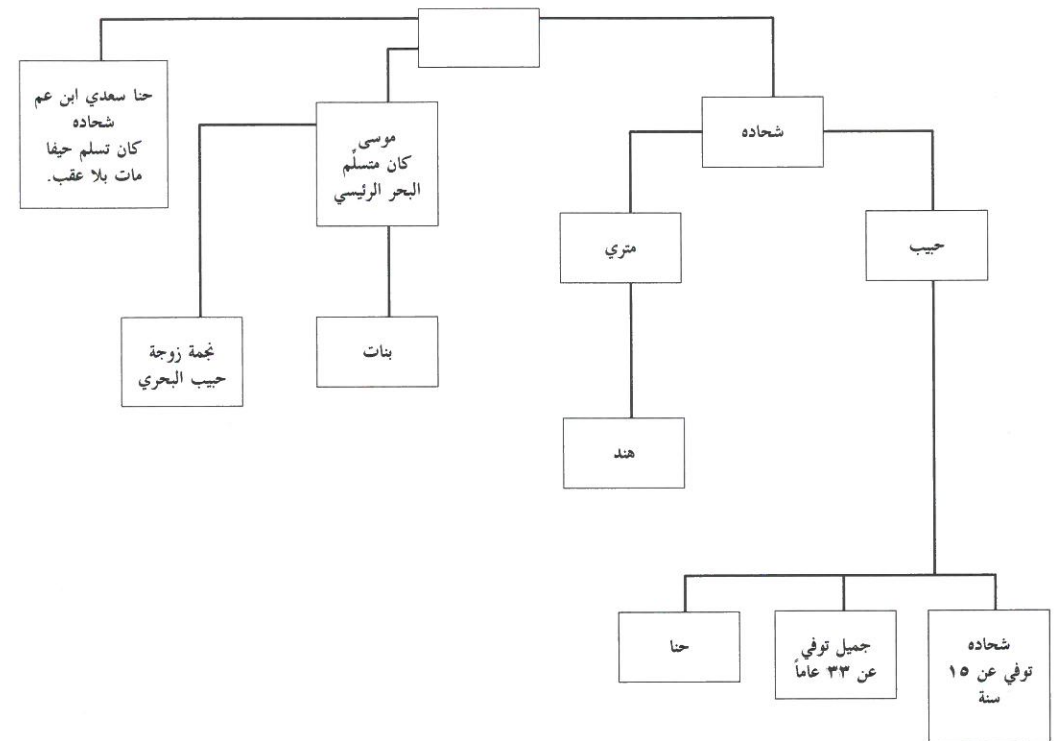 شحاده
حنا سعدي ابن عم
شحاده
كان تسلم حيفا
مات بلا عقب.
موسى
كان متسلّم
البحر الرئيسي
متري
حبيب
نجمة زوجة
حبيب البحري
بنات
هند
شحاده
توفي عن ١٥
سنة
جميل توفي
عن ٣٣ عاماً
حنا